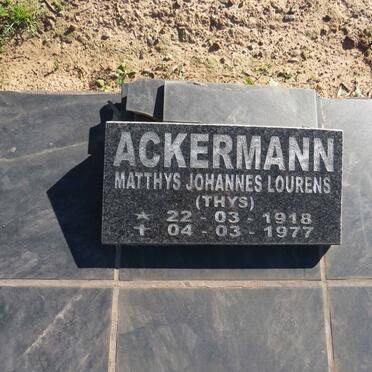 ACKERMANN
MATTHYS JOHANNES LOURENS
(THYS)
★ 22 - 03 - 1918
✝ 04 - 03 - 1977